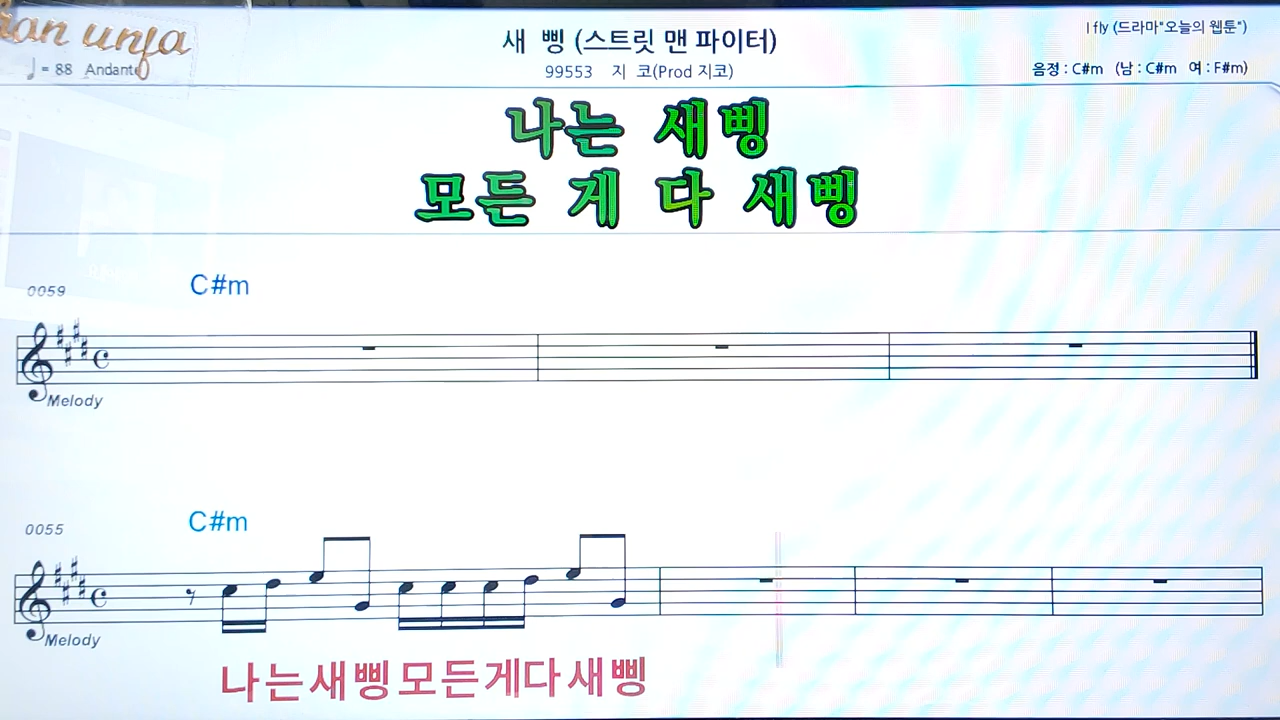 unja
새 삥 (스트릿 맨 파이터)
I fly (드라마"오늘의 웹툰")
♩ = 88 Andante
99553 지 코(Prod 지코)
음정 : C#m (남 : C#m 여 : F#m)
나는 새삥
모든 게 다 새삥
0059
C#m
Melody
0055
C#m
Melody
나는새삥모든게다새삥